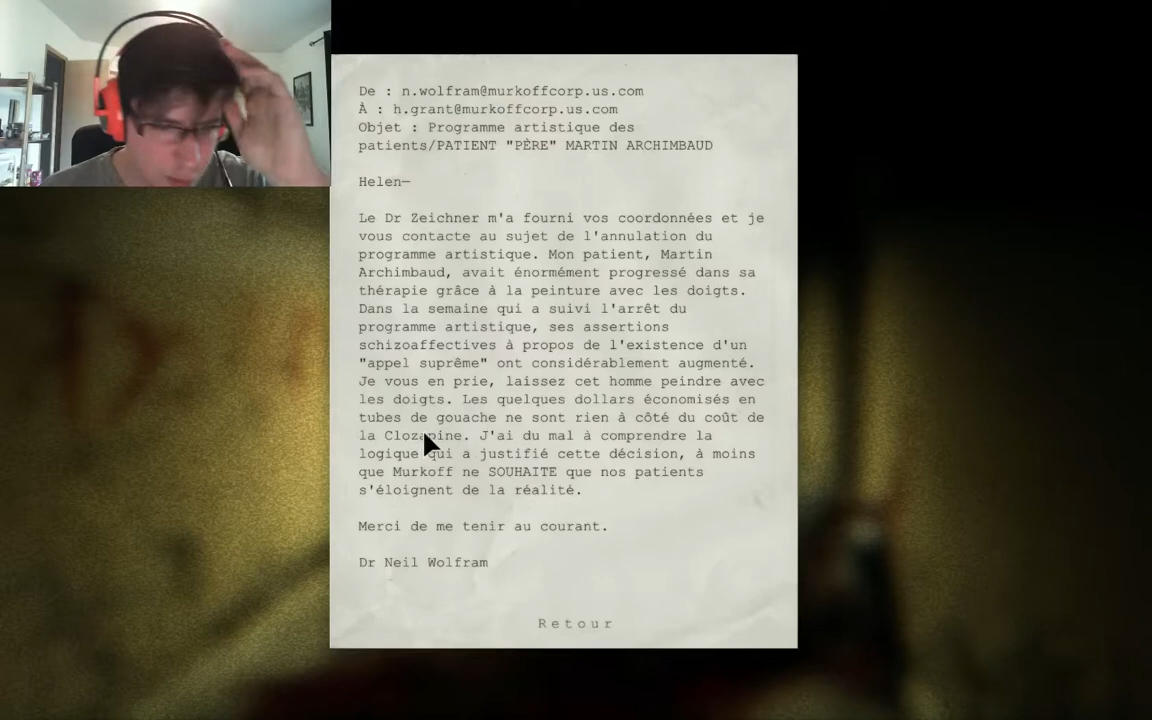 De : n.wolfram@murkoffcorp.us.com
À : h.grant@murkoffcorp.us.com
Objet : Programme artistique des
patients/PATIENT "PÈRE" MARTIN ARCHIMBAUD
Helen—
Le Dr Zeichner m'a fourni vos coordonnées et je
vous contacte au sujet de l'annulation du
programme artistique. Mon patient, Martin
Archimbaud, avait énormément progressé dans sa
thérapie grâce à la peinture avec les doigts.
Dans la semaine qui a suivi l'arrêt du
programme artistique, ses assertions
schizoaffectives à propos de l'existence d'un
"appel suprême" ont considérablement augmenté.
Je vous en prie, laissez cet homme peindre avec
les doigts. Les quelques dollars économisés en
tubes de gouache ne sont rien à côté du coût de
la Clozapine. J'ai du mal à comprendre la
logique qui a justifié cette décision, à moins
que Murkoff ne SOUHAITE que nos patients
s'éloignent de la réalité.
Merci de me tenir au courant.
Dr Neil Wolfram
Retour